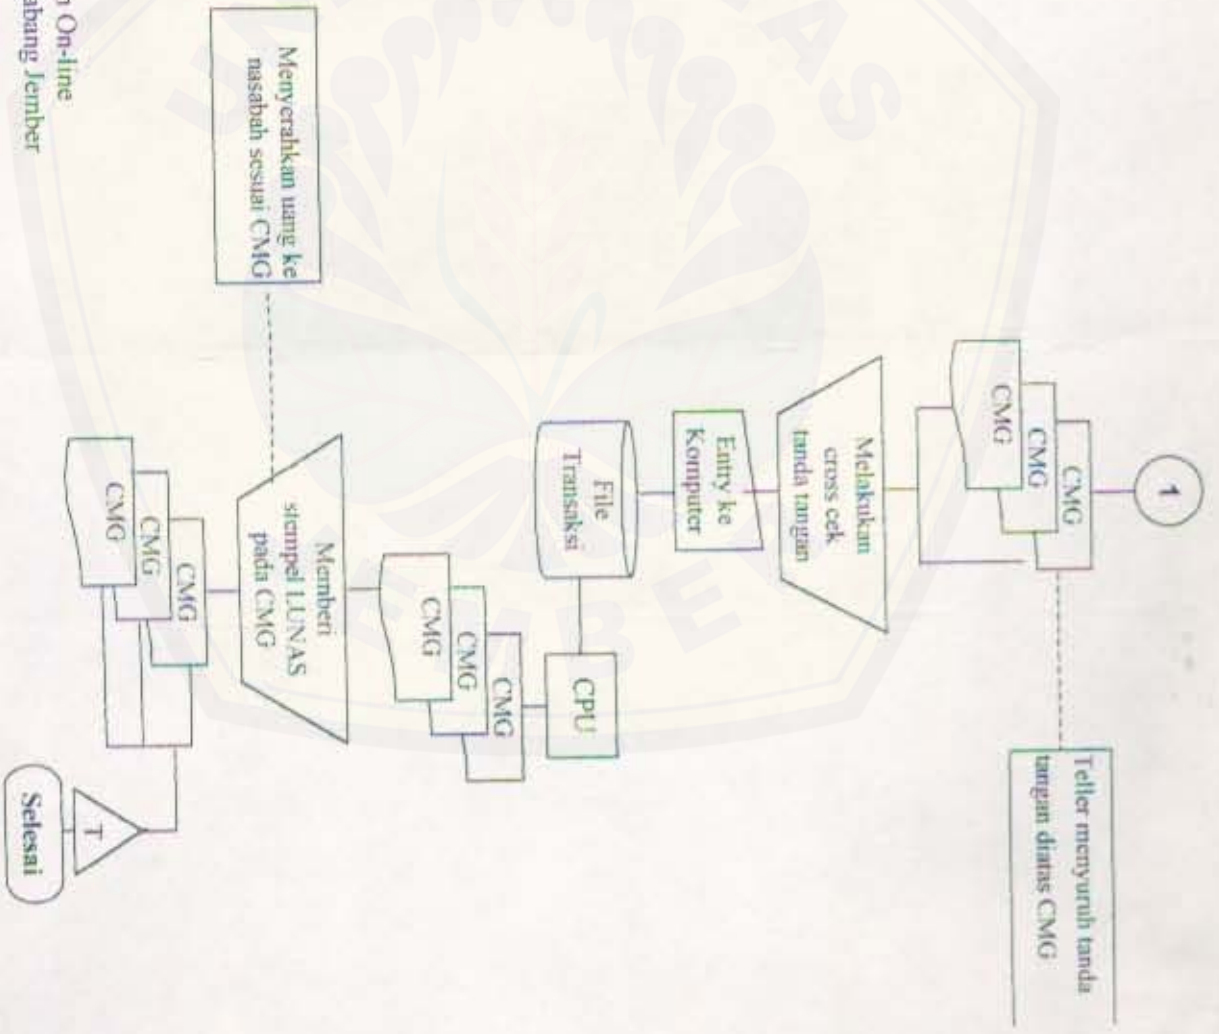 1
CMG
CMG
CMG
Teller menyuruh tanda
tangan diatas CMG
Melakukan
cross cek
tanda tangan
Entry ke
Komputer
File
Transaksi
CPU
CMG
CMG
CMG
Memberi
stempel LUNAS
pada CMG
Menyerahkan uang ke
nasabah sesuai CMG
CMG
CMG
CMG
T
Selesai
On-line
abang Jember